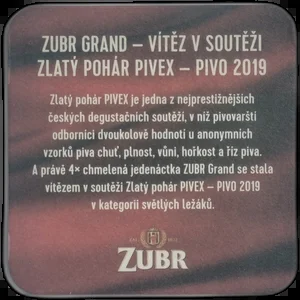 ZUBR GRAND – VÍTĚZ V SOUTĚŽI
ZLATÝ POHÁR PIVEX – PIVO 2019
Zlatý pohár PIVEX je jedna z nejprestižnějších
českých degustačních soutěží, v níž pivovarští
odborníci dvoukolově hodnotí u anonymních
vzorků piva chuť, plnost, vůni, hořkost a říz piva.
A právě 4× chmelená jedenáctka ZUBR Grand se stala
vítězem v soutěži Zlatý pohár PIVEX – PIVO 2019
v kategorii světlých ležáků.
ZUBR